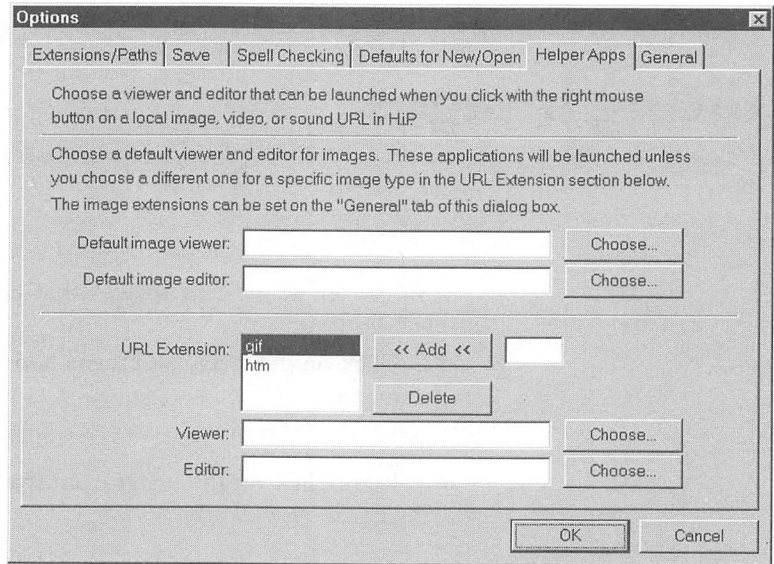 Options
Extensions/Paths Save Spell Checking Defaults for New/Open Helper Apps General
Choose a viewer and editor that can be launched when you click with the right mouse
button on a local image, video, or sound URL in H.i.P.
Choose a default viewer and editor for images. These applications will be launched unless
you choose a different one for a specific image type in the URL Extension section below.
The image extensions can be set on the "General" tab of this dialog box.
Default image viewer: Choose...
Default image editor: Choose...
URL Extension: gif << Add <<
htm
Delete
Viewer: Choose...
Editor: Choose...
OK Cancel